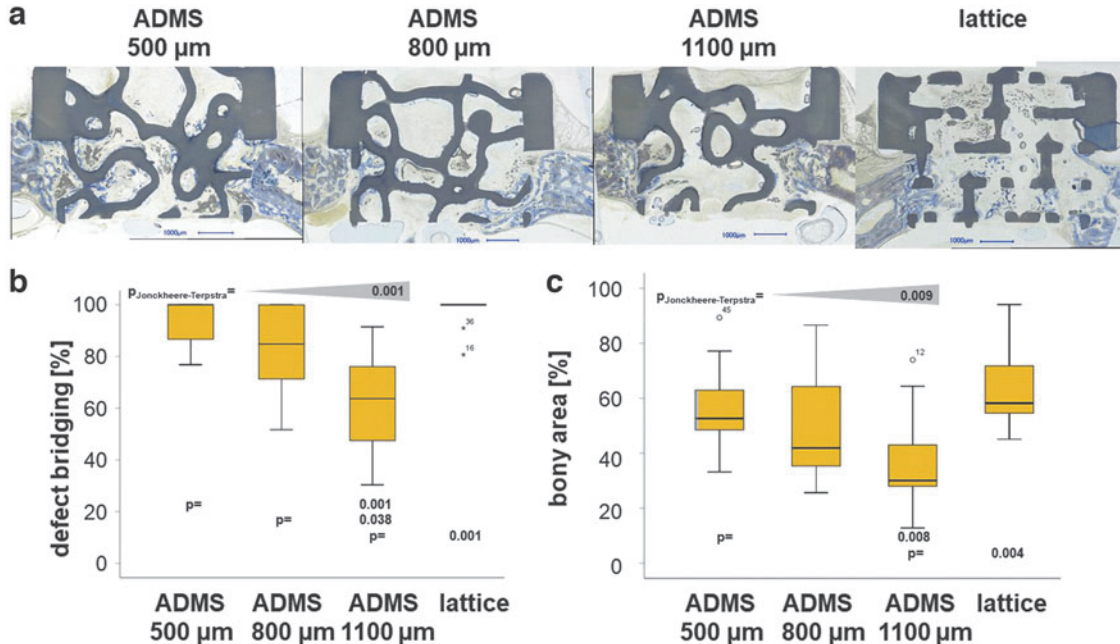 a
ADMS
500 µm
ADMS
800 µm
ADMS
1100 µm
lattice
1000µm
1000µm
1000µm
1000µm
b
pJonckheere-Terpstra=
0.001
defect bridging [%]
100
80
60
40
20
0
36
16
p=
p=
0.001
0.038
p=
0.001
ADMS
500 µm
ADMS
800 µm
ADMS
1100 µm
lattice
c
pJonckheere-Terpstra=
0.009
bony area [%]
100
80
60
40
20
0
45
12
p=
0.008
p=
0.004
ADMS
500 µm
ADMS
800 µm
ADMS
1100 µm
lattice